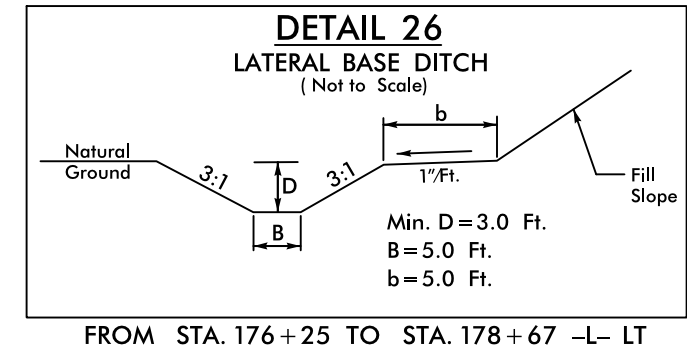 DETAIL 26
LATERAL BASE DITCH
( Not to Scale)
b
Natural
Ground
3:1
D
3:1
1"/Ft.
Fill
Slope
B
Min. D=3.0 Ft.
B=5.0 Ft.
b=5.0 Ft.
FROM STA. 176+25 TO STA. 178+67 -L- LT